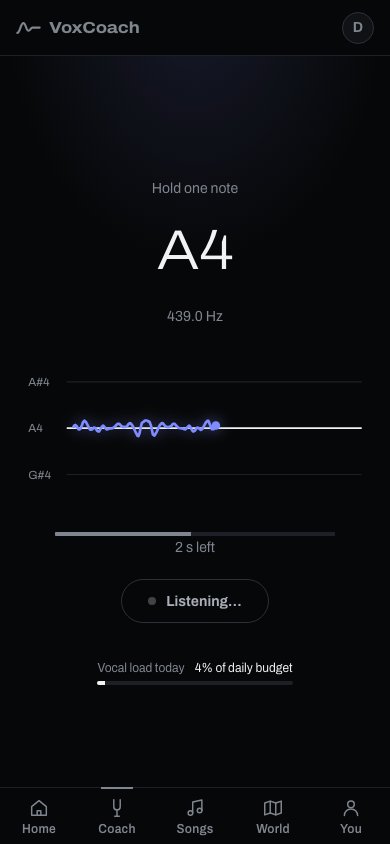 VoxCoach
D
Hold one note
A4
439.0 Hz
A#4
A4
G#4
2 s left
Listening...
Vocal load today 4% of daily budget
Home Coach Songs World You